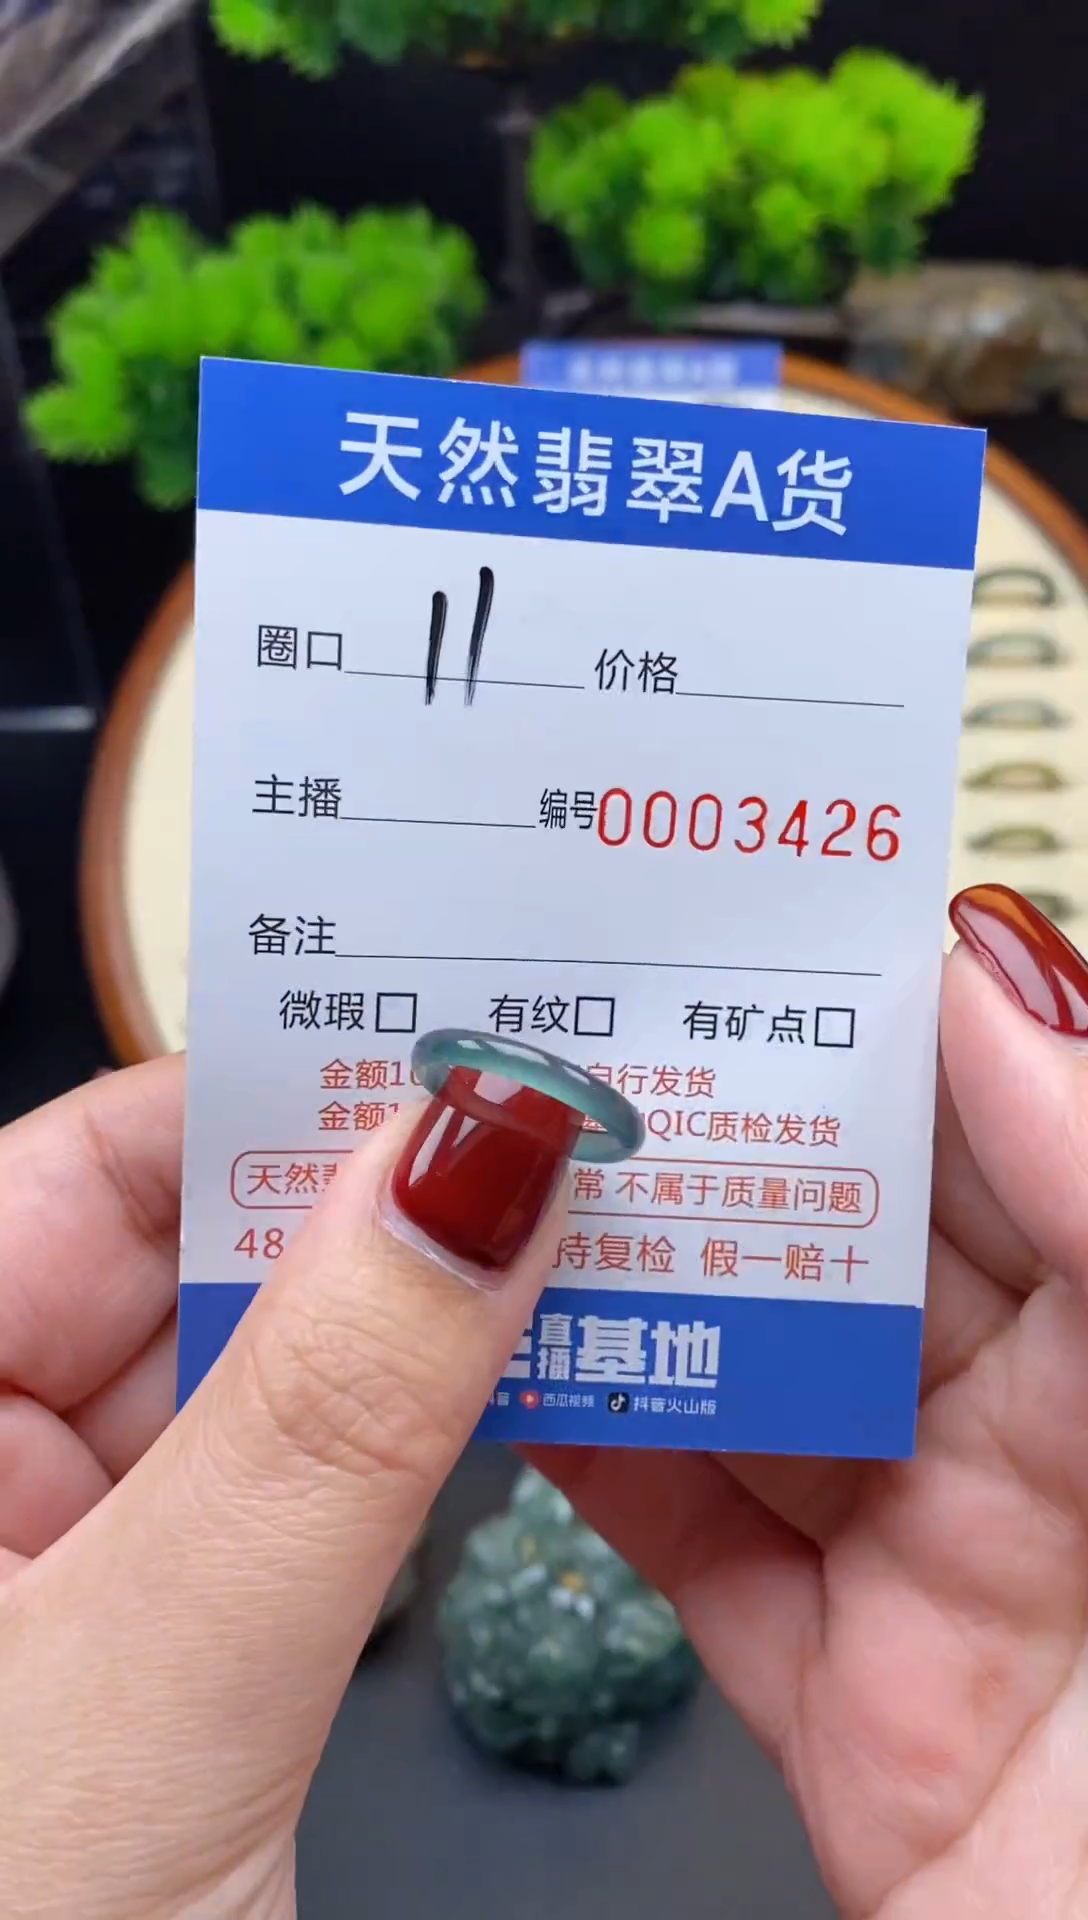 天然翡翠A货
圈口 11 价格
主播 编号0003426
备注
微瑕□ 有纹□ 有矿点□
金额1 自行发货
金额 QIC质检发货
天然 常 不属于质量问题
48 持复检 假一赔十
直播基地
抖音 西瓜视频 抖音火山版